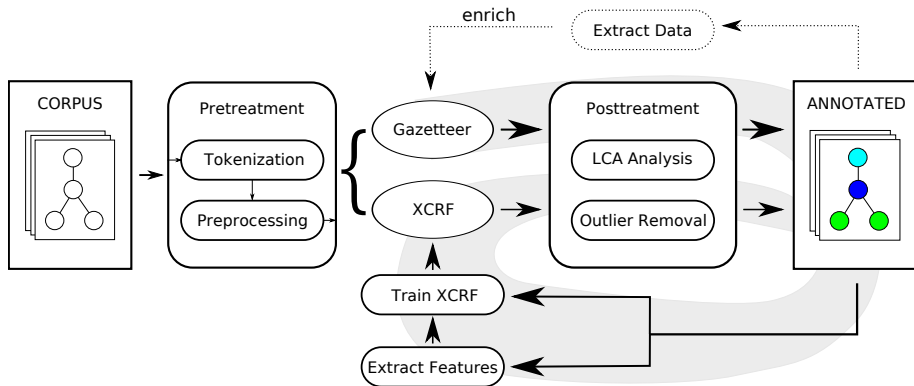 enrich
Extract Data
CORPUS
Pretreatment
Tokenization
Preprocessing
Gazetteer
XCRF
Posttreatment
LCA Analysis
Outlier Removal
ANNOTATED
Train XCRF
Extract Features